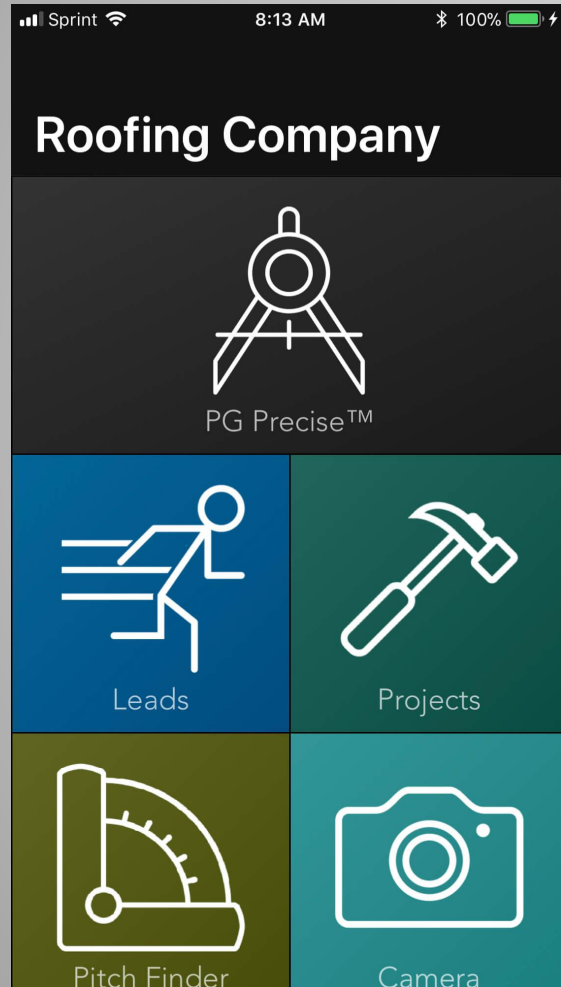 Sprint 8:13 AM 100%
Roofing Company
PG Precise™
Leads Projects
Pitch Finder Camera